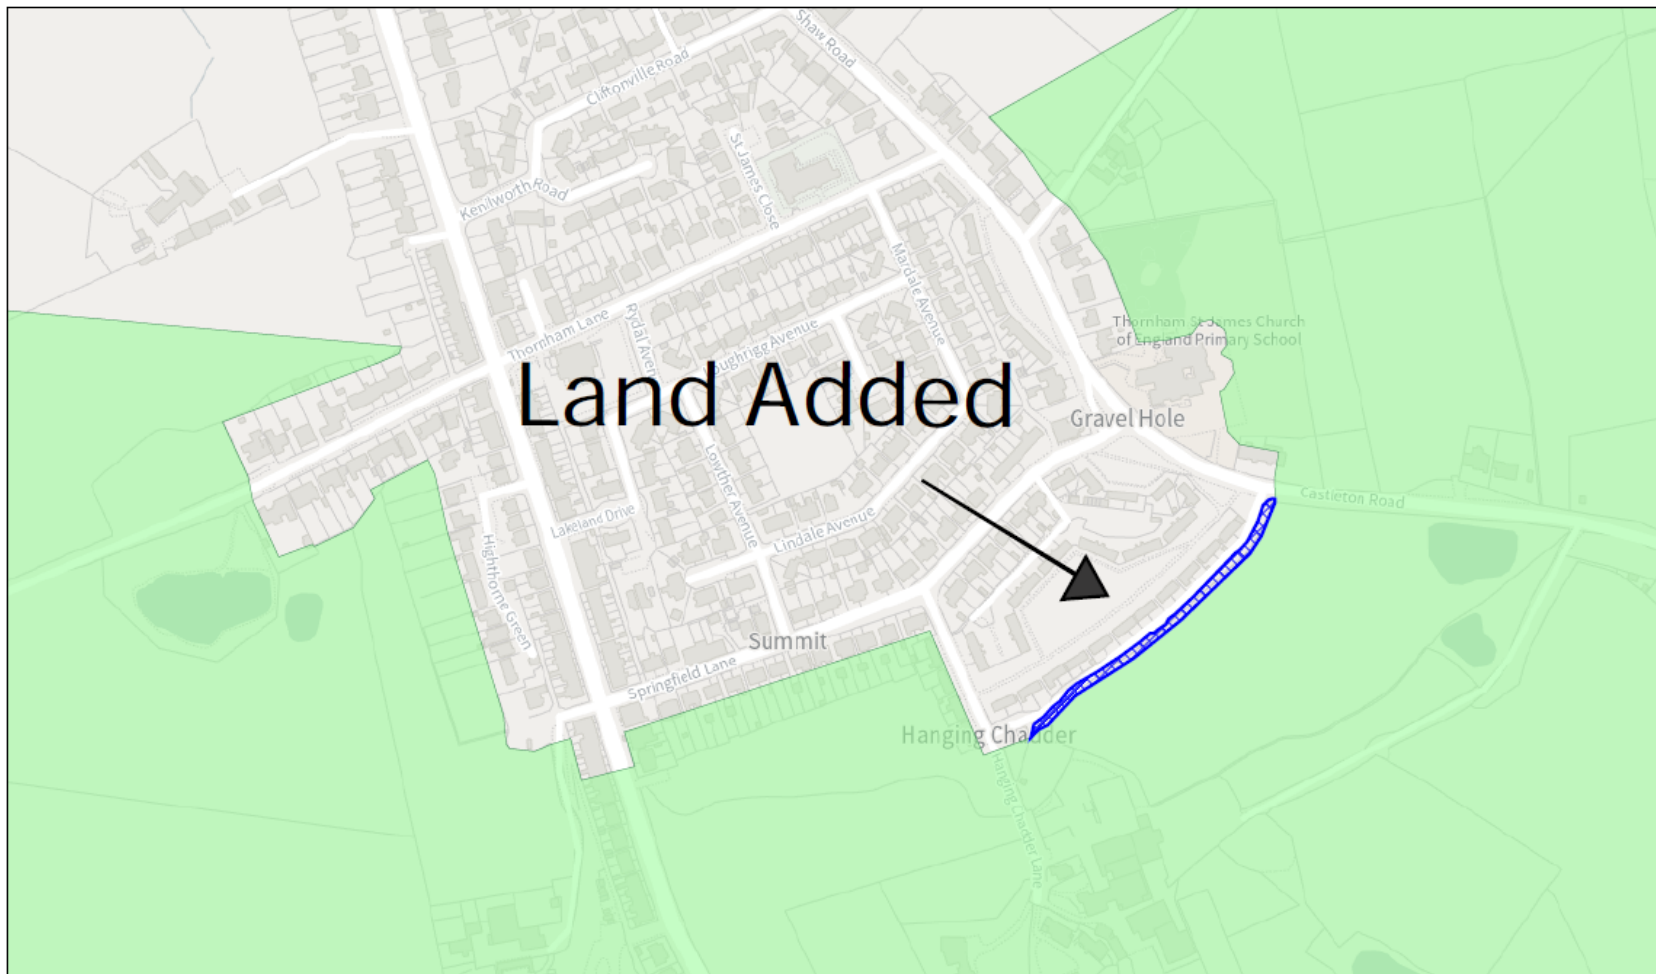 Shaw Road
Cliftonville Road
St James Close
Kenilworth Road
Mardale Avenue
Thornham Lane
Rydal Aven
Thornham St James Church
of England Primary School
oughrigg Avenue
Land Added
Gravel Hole
Lowther Avenue
Castleton Road
Lakeland Drive
Lindale Avenue
Highthorne Green
Summit
Springfield Lane
Hanging Chadder
Hanging Chadder Lane